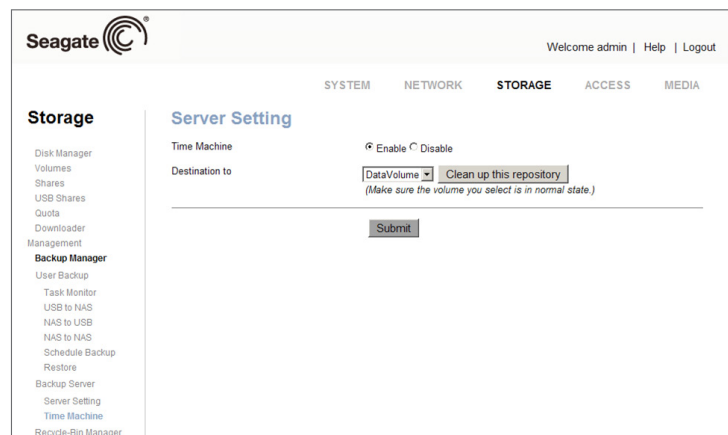 Seagate
Welcome admin | Help | Logout
SYSTEM NETWORK STORAGE ACCESS MEDIA
Storage
Disk Manager
Volumes
Shares
USB Shares
Quota
Downloader
Management
Backup Manager
User Backup
Task Monitor
USB to NAS
NAS to USB
NAS to NAS
Schedule Backup
Restore
Backup Server
Server Setting
Time Machine
Recycle-Bin Manager
Server Setting
Time Machine Enable Disable
Destination to DataVolume Clean up this repository
(Make sure the volume you select is in normal state.)
Submit